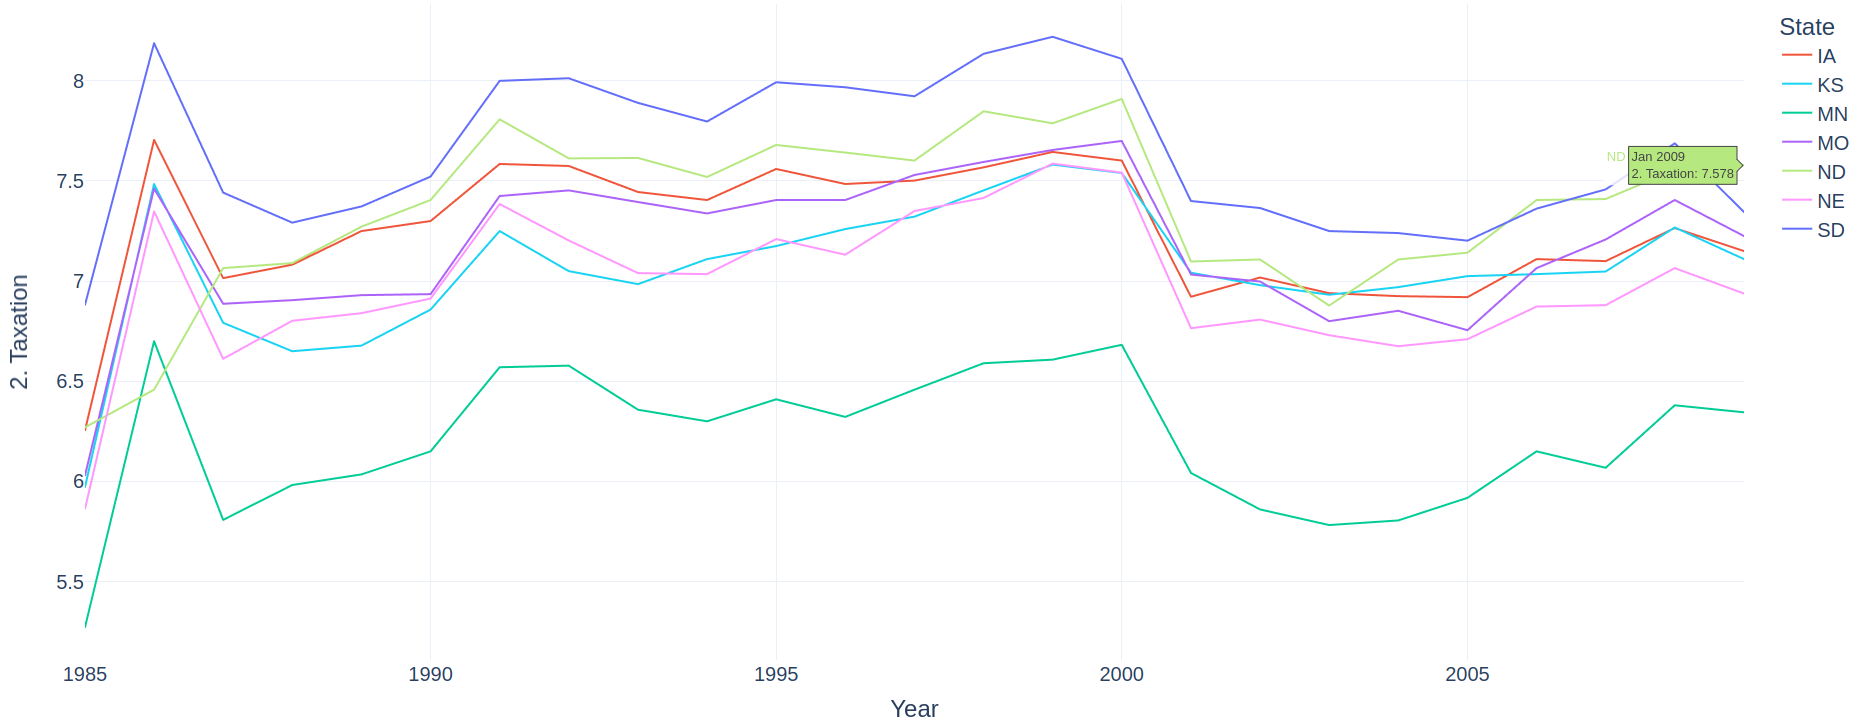 State
IA
KS
MN
MO
ND
NE
SD
8
7.5
7
6.5
6
5.5
2. Taxation
ND
Jan 2009
2. Taxation: 7.578
1985
1990
1995
2000
2005
Year